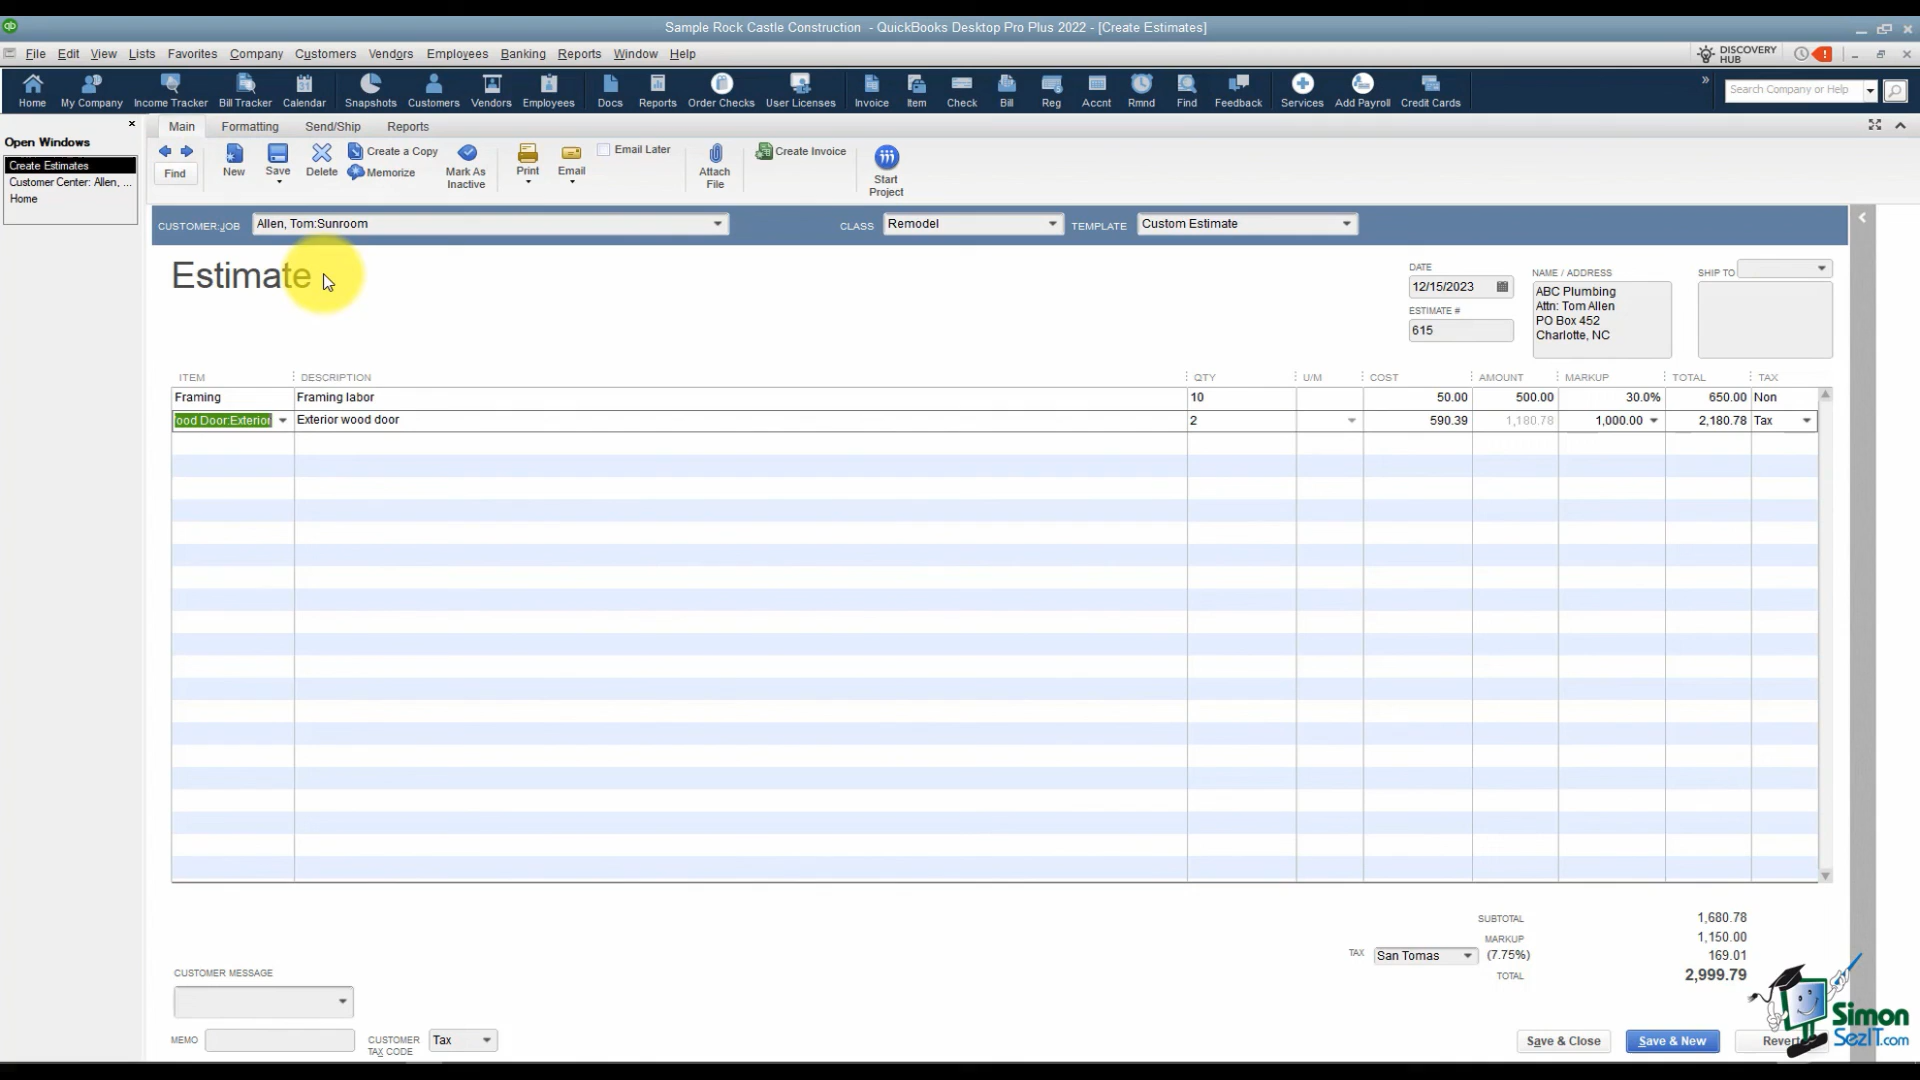 Sample Rock Castle Construction - QuickBooks Desktop Pro Plus 2022 - [Create Estimates]
File Edit View Lists Favorites Company Customers Vendors Employees Banking Reports Window Help
DISCOVERY HUB
Home My Company Income Tracker Bill Tracker Calendar Snapshots Customers Vendors Employees Docs Reports Order Checks User Licenses Invoice Item Check Bill Reg Accnt Rmnd Find Feedback Services Add Payroll Credit Cards
Search Company or Help
Open Windows
Create Estimates
Customer Center: Allen, ...
Home
Main Formatting Send/Ship Reports
Find New Save Delete
Create a Copy
Memorize
Mark As Inactive
Print Email
Email Later
Attach File
Create Invoice
Start Project
CUSTOMER:JOB Allen, Tom:Sunroom CLASS Remodel TEMPLATE Custom Estimate
Estimate
DATE
12/15/2023
ESTIMATE #
615
NAME / ADDRESS
ABC Plumbing
Attn: Tom Allen
PO Box 452
Charlotte, NC
SHIP TO
ITEM DESCRIPTION QTY U/M COST AMOUNT MARKUP TOTAL TAX
Framing Framing labor 10 50.00 500.00 30.0% 650.00 Non
ood Door:Exterior Exterior wood door 2 590.39 1,180.78 1,000.00 2,180.78 Tax
SUBTOTAL 1,680.78
MARKUP 1,150.00
TAX San Tomas (7.75%) 169.01
TOTAL 2,999.79
CUSTOMER MESSAGE
MEMO
CUSTOMER TAX CODE Tax
Save & Close Save & New Revert
Simon
SezIT.com